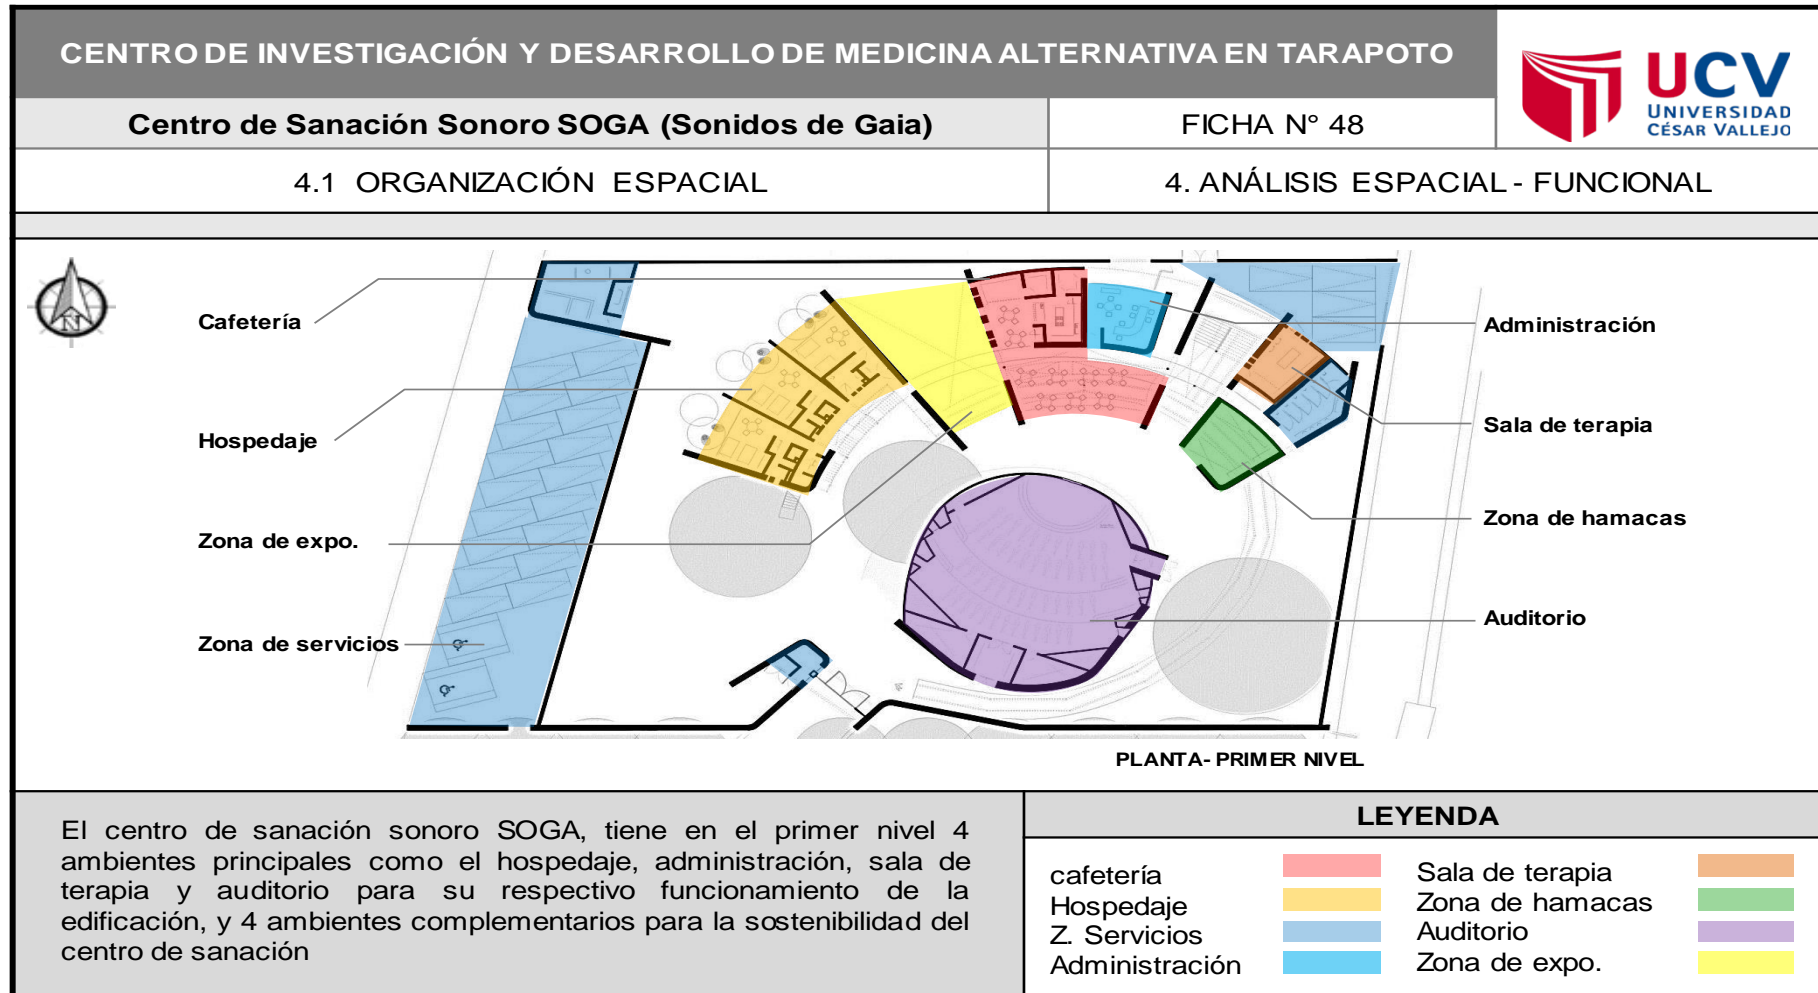 CENTRO DE INVESTIGACIÓN Y DESARROLLO DE MEDICINA ALTERNATIVA EN TARAPOTO
UCV
UNIVERSIDAD
CÉSAR VALLEJO
Centro de Sanación Sonoro SOGA (Sonidos de Gaia)
FICHA N° 48
4.1 ORGANIZACIÓN ESPACIAL
4. ANÁLISIS ESPACIAL - FUNCIONAL
N
Cafetería
Hospedaje
Zona de expo.
Zona de servicios
Administración
Sala de terapia
Zona de hamacas
Auditorio
PLANTA- PRIMER NIVEL
El centro de sanación sonoro SOGA, tiene en el primer nivel 4
ambientes principales como el hospedaje, administración, sala de
terapia y auditorio para su respectivo funcionamiento de la
edificación, y 4 ambientes complementarios para la sostenibilidad del
centro de sanación
LEYENDA
cafetería
Hospedaje
Z. Servicios
Administración
Sala de terapia
Zona de hamacas
Auditorio
Zona de expo.